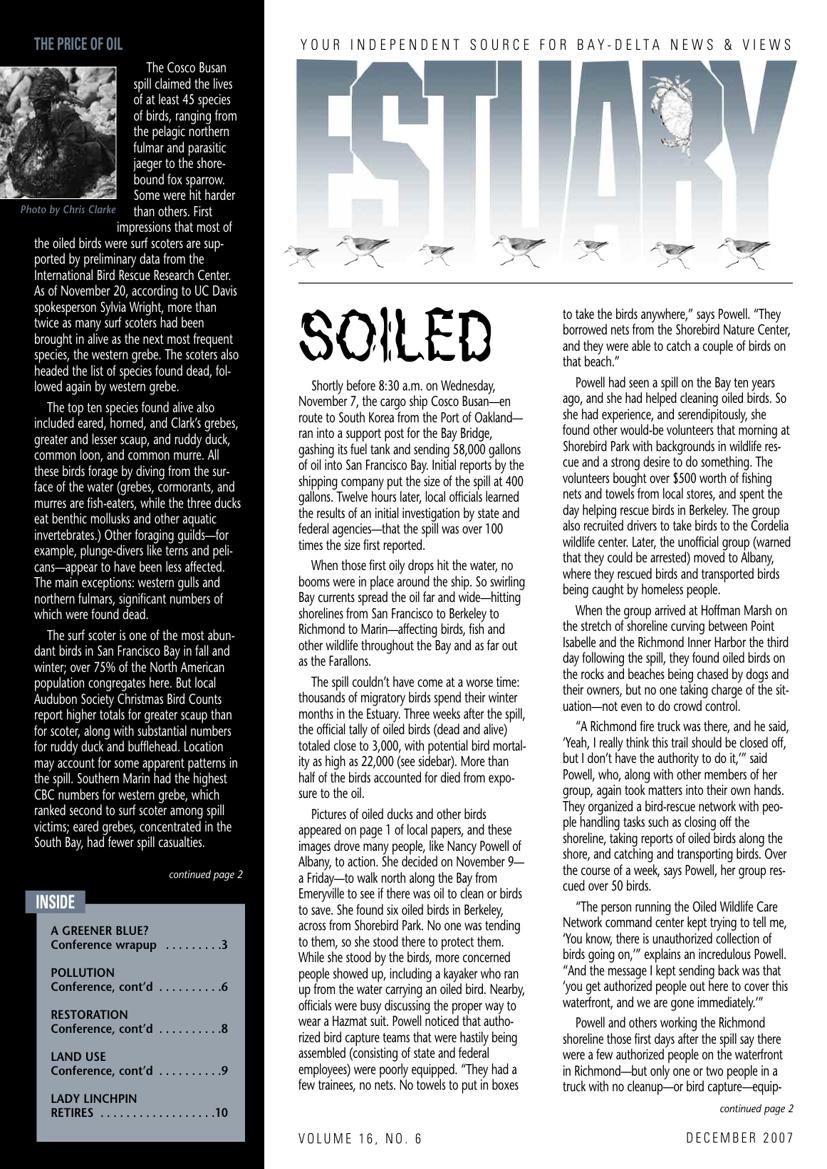 THE PRICE OF OIL
The Cosco Busan
spill claimed the lives
of at least 45 species
of birds, ranging from
the pelagic northern
fulmar and parasitic
jaeger to the shore-
bound fox sparrow.
Some were hit harder
than others. First
impressions that most of
the oiled birds were surf scoters are sup-
ported by preliminary data from the
International Bird Rescue Research Center.
As of November 20, according to UC Davis
spokesperson Sylvia Wright, more than
twice as many surf scoters had been
brought in alive as the next most frequent
species, the western grebe. The scoters also
headed the list of species found dead, fol-
lowed again by western grebe.
The top ten species found alive also
included eared, horned, and Clark's grebes,
greater and lesser scaup, and ruddy duck,
common loon, and common murre. All
these birds forage by diving from the sur-
face of the water (grebes, cormorants, and
murres are fish-eaters, while the three ducks
eat benthic mollusks and other aquatic
invertebrates.) Other foraging guilds—for
example, plunge-divers like terns and peli-
cans—appear to have been less affected.
The main exceptions: western gulls and
northern fulmars, significant numbers of
which were found dead.
The surf scoter is one of the most abun-
dant birds in San Francisco Bay in fall and
winter; over 75% of the North American
population congregates here. But local
Audubon Society Christmas Bird Counts
report higher totals for greater scaup than
for scoter, along with substantial numbers
for ruddy duck and bufflehead. Location
may account for some apparent patterns in
the spill. Southern Marin had the highest
CBC numbers for western grebe, which
ranked second to surf scoter among spill
victims; eared grebes, concentrated in the
South Bay, had fewer spill casualties.
continued page 2
Photo by Chris Clarke
INSIDE
A GREENER BLUE?
Conference wrapup . . . . . . . . .3
POLLUTION
Conference, cont'd . . . . . . . . . .6
RESTORATION
Conference, cont'd . . . . . . . . . .8
LAND USE
Conference, cont'd . . . . . . . . . .9
LADY LINCHPIN
RETIRES . . . . . . . . . . . . . . . . . .10
YOUR INDEPENDENT SOURCE FOR BAY-DELTA NEWS & VIEWS
ESTUARY
SOILED
Shortly before 8:30 a.m. on Wednesday,
November 7, the cargo ship Cosco Busan—en
route to South Korea from the Port of Oakland—
ran into a support post for the Bay Bridge,
gashing its fuel tank and sending 58,000 gallons
of oil into San Francisco Bay. Initial reports by the
shipping company put the size of the spill at 400
gallons. Twelve hours later, local officials learned
the results of an initial investigation by state and
federal agencies—that the spill was over 100
times the size first reported.
When those first oily drops hit the water, no
booms were in place around the ship. So swirling
Bay currents spread the oil far and wide—hitting
shorelines from San Francisco to Berkeley to
Richmond to Marin—affecting birds, fish and
other wildlife throughout the Bay and as far out
as the Farallons.
The spill couldn't have come at a worse time:
thousands of migratory birds spend their winter
months in the Estuary. Three weeks after the spill,
the official tally of oiled birds (dead and alive)
totaled close to 3,000, with potential bird mortal-
ity as high as 22,000 (see sidebar). More than
half of the birds accounted for died from expo-
sure to the oil.
Pictures of oiled ducks and other birds
appeared on page 1 of local papers, and these
images drove many people, like Nancy Powell of
Albany, to action. She decided on November 9—
a Friday—to walk north along the Bay from
Emeryville to see if there was oil to clean or birds
to save. She found six oiled birds in Berkeley,
across from Shorebird Park. No one was tending
to them, so she stood there to protect them.
While she stood by the birds, more concerned
people showed up, including a kayaker who ran
up from the water carrying an oiled bird. Nearby,
officials were busy discussing the proper way to
wear a Hazmat suit. Powell noticed that autho-
rized bird capture teams that were hastily being
assembled (consisting of state and federal
employees) were poorly equipped. "They had a
few trainees, no nets. No towels to put in boxes
to take the birds anywhere," says Powell. "They
borrowed nets from the Shorebird Nature Center,
and they were able to catch a couple of birds on
that beach."
Powell had seen a spill on the Bay ten years
ago, and she had helped cleaning oiled birds. So
she had experience, and serendipitously, she
found other would-be volunteers that morning at
Shorebird Park with backgrounds in wildlife res-
cue and a strong desire to do something. The
volunteers bought over $500 worth of fishing
nets and towels from local stores, and spent the
day helping rescue birds in Berkeley. The group
also recruited drivers to take birds to the Cordelia
wildlife center. Later, the unofficial group (warned
that they could be arrested) moved to Albany,
where they rescued birds and transported birds
being caught by homeless people.
When the group arrived at Hoffman Marsh on
the stretch of shoreline curving between Point
Isabelle and the Richmond Inner Harbor the third
day following the spill, they found oiled birds on
the rocks and beaches being chased by dogs and
their owners, but no one taking charge of the sit-
uation—not even to do crowd control.
"A Richmond fire truck was there, and he said,
'Yeah, I really think this trail should be closed off,
but I don't have the authority to do it,'" said
Powell, who, along with other members of her
group, again took matters into their own hands.
They organized a bird-rescue network with peo-
ple handling tasks such as closing off the
shoreline, taking reports of oiled birds along the
shore, and catching and transporting birds. Over
the course of a week, says Powell, her group res-
cued over 50 birds.
"The person running the Oiled Wildlife Care
Network command center kept trying to tell me,
'You know, there is unauthorized collection of
birds going on,'" explains an incredulous Powell.
"And the message I kept sending back was that
'you get authorized people out here to cover this
waterfront, and we are gone immediately.'"
Powell and others working the Richmond
shoreline those first days after the spill say there
were a few authorized people on the waterfront
in Richmond—but only one or two people in a
truck with no cleanup—or bird capture—equip-
continued page 2
VOLUME 16, NO. 6
DECEMBER 2007